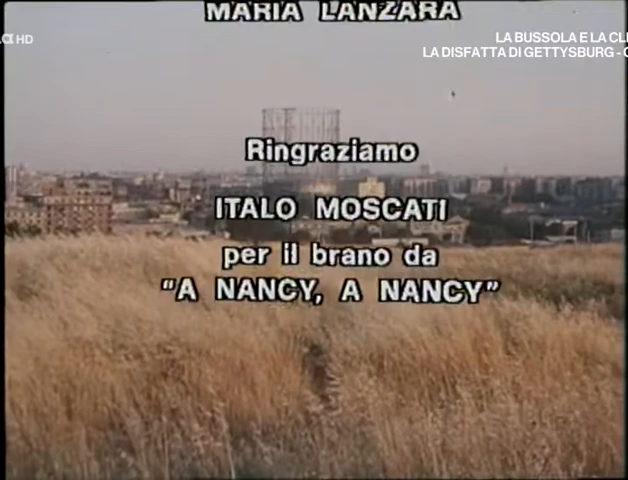 MARIA LANZARA
HD
LA BUSSOLA E LA CL
LA DISFATTA DI GETTYSBURG -
Ringraziamo
ITALO MOSCATI
per il brano da
"A NANCY, A NANCY"